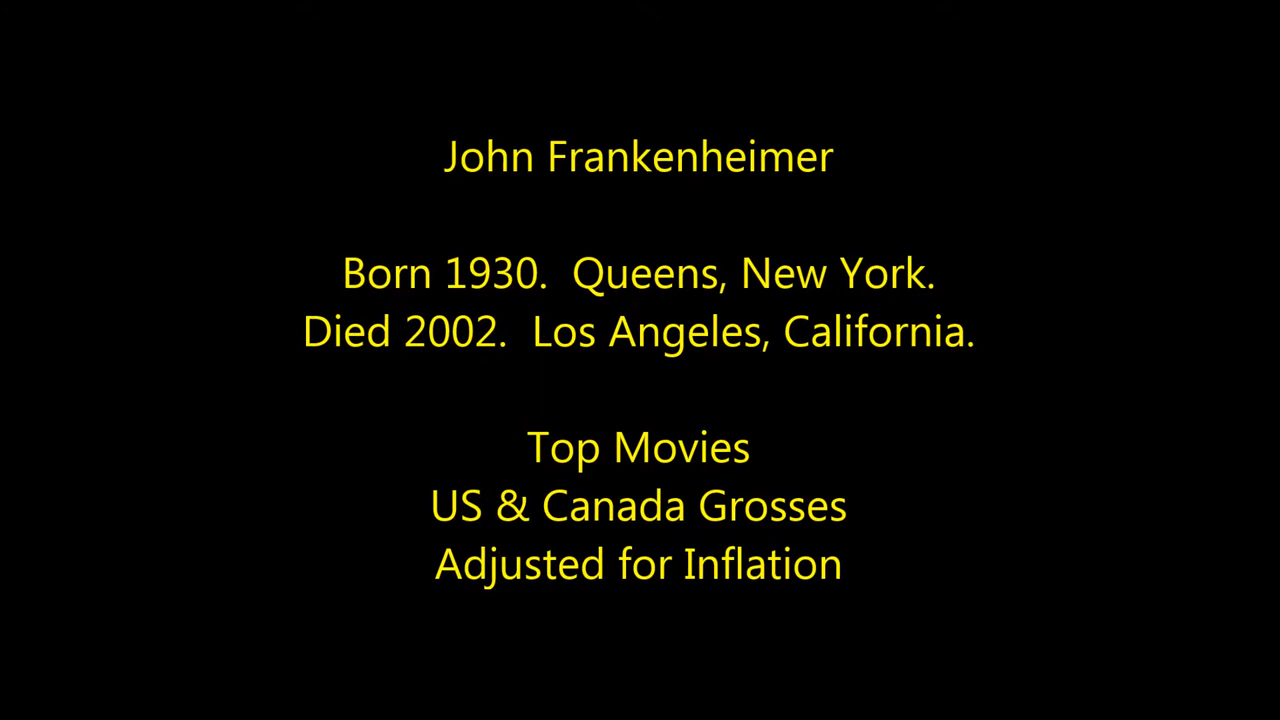 John Frankenheimer
Born 1930.  Queens, New York.
Died 2002.  Los Angeles, California.
Top Movies
US & Canada Grosses
Adjusted for Inflation